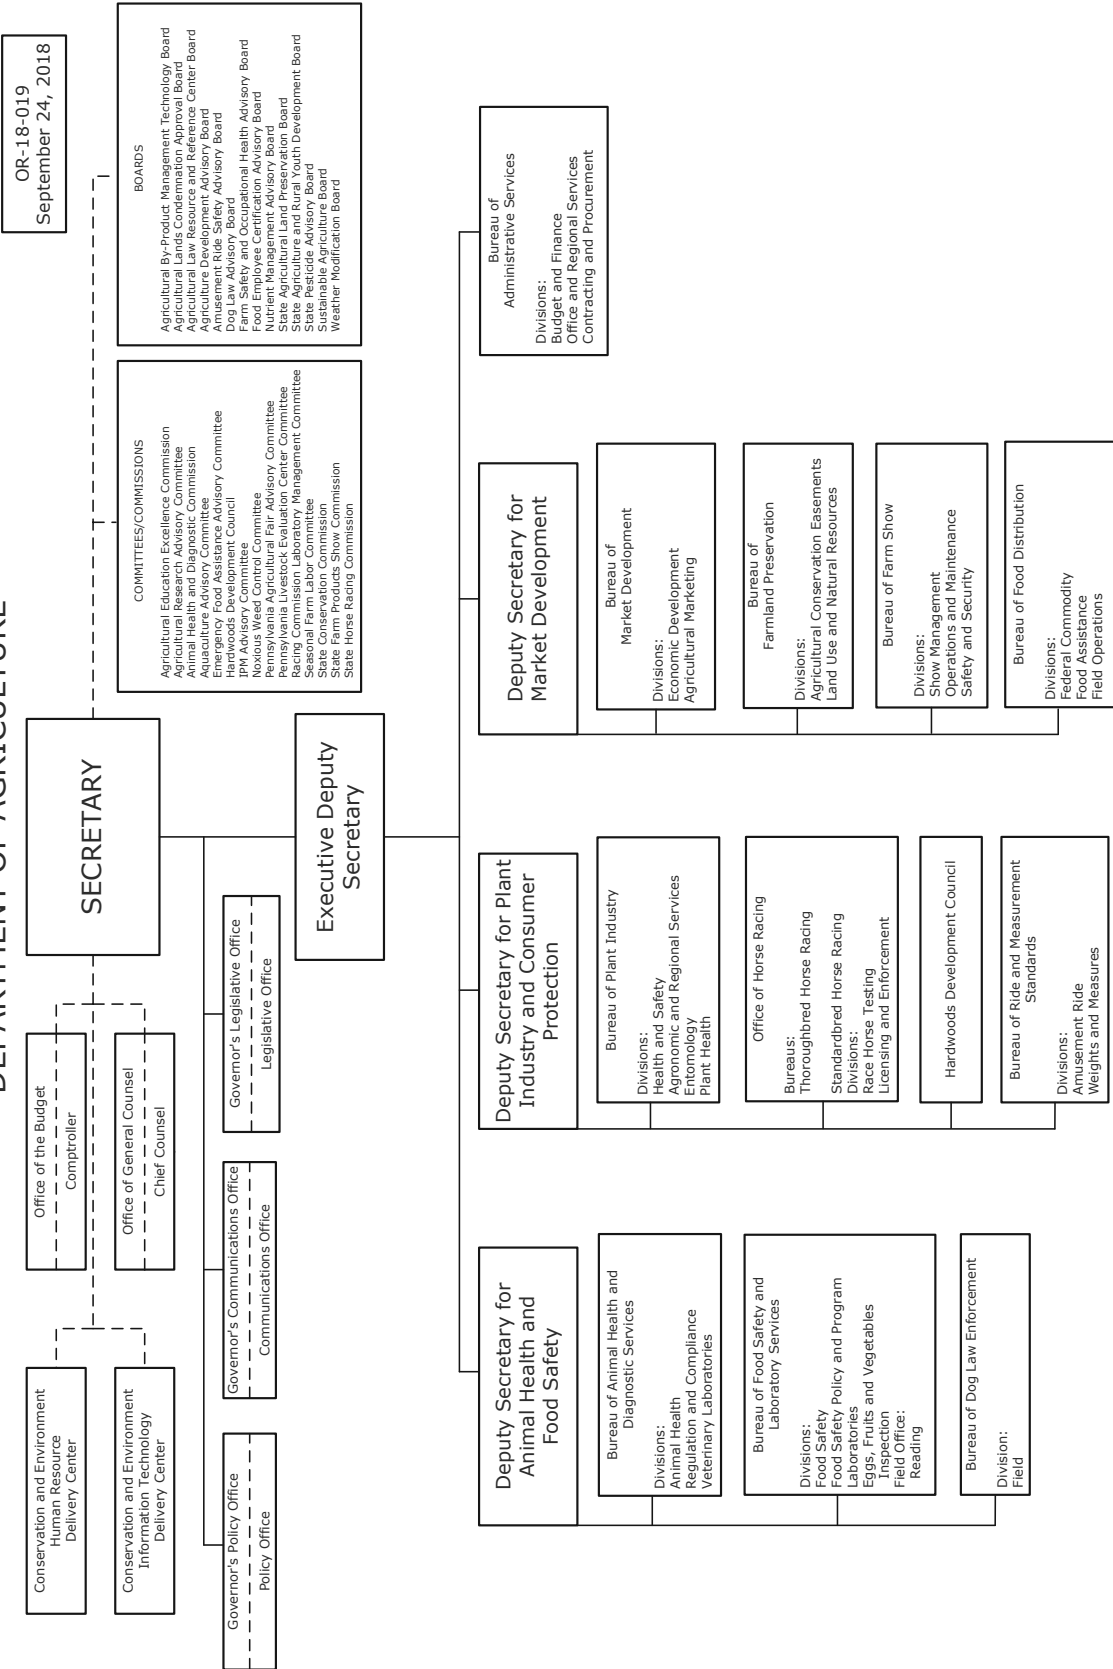 OR-18-019
September 24, 2018
DEPARTMENT OF AGRICULTURE
SECRETARY
Conservation and Environment
Human Resource
Delivery Center
Conservation and Environment
Information Technology
Delivery Center
Office of the Budget
Comptroller
Office of General Counsel
Chief Counsel
COMMITTEES/COMMISSIONS
Agricultural Education Excellence Commission
Agricultural Research Advisory Committee
Animal Health and Diagnostic Commission
Aquaculture Advisory Committee
Emergency Food Assistance Advisory Committee
Hardwoods Development Council
IPM Advisory Committee
Noxious Weed Control Committee
Pennsylvania Agricultural Fair Advisory Committee
Pennsylvania Livestock Evaluation Center Committee
Racing Commission Laboratory Management Committee
Seasonal Farm Labor Committee
State Conservation Commission
State Farm Products Show Commission
State Horse Racing Commission
BOARDS
Agricultural By-Product Management Technology Board
Agricultural Lands Condemnation Approval Board
Agricultural Law Resource and Reference Center Board
Agriculture Development Advisory Board
Amusement Ride Safety Advisory Board
Dog Law Advisory Board
Farm Safety and Occupational Health Advisory Board
Food Employee Certification Advisory Board
Nutrient Management Advisory Board
State Agricultural Land Preservation Board
State Agriculture and Rural Youth Development Board
State Pesticide Advisory Board
Sustainable Agriculture Board
Weather Modification Board
Governor's Policy Office
Policy Office
Governor's Communications Office
Communications Office
Governor's Legislative Office
Legislative Office
Executive Deputy
Secretary
Deputy Secretary for
Animal Health and
Food Safety
Bureau of Animal Health and
Diagnostic Services
Divisions:
Animal Health
Regulation and Compliance
Veterinary Laboratories
Bureau of Food Safety and
Laboratory Services
Divisions:
Food Safety
Food Safety Policy and Program
Laboratories
Eggs, Fruits and Vegetables
Inspection
Field Office:
Reading
Bureau of Dog Law Enforcement
Division:
Field
Deputy Secretary for Plant
Industry and Consumer
Protection
Bureau of Plant Industry
Divisions:
Health and Safety
Agronomic and Regional Services
Entomology
Plant Health
Office of Horse Racing
Bureaus:
Thoroughbred Horse Racing
Standardbred Horse Racing
Divisions:
Race Horse Testing
Licensing and Enforcement
Hardwoods Development Council
Bureau of Ride and Measurement
Standards
Divisions:
Amusement Ride
Weights and Measures
Deputy Secretary for
Market Development
Bureau of
Market Development
Divisions:
Economic Development
Agricultural Marketing
Bureau of
Farmland Preservation
Divisions:
Agricultural Conservation Easements
Land Use and Natural Resources
Bureau of Farm Show
Divisions:
Show Management
Operations and Maintenance
Safety and Security
Bureau of Food Distribution
Divisions:
Federal Commodity
Food Assistance
Field Operations
Bureau of
Administrative Services
Divisions:
Budget and Finance
Office and Regional Services
Contracting and Procurement